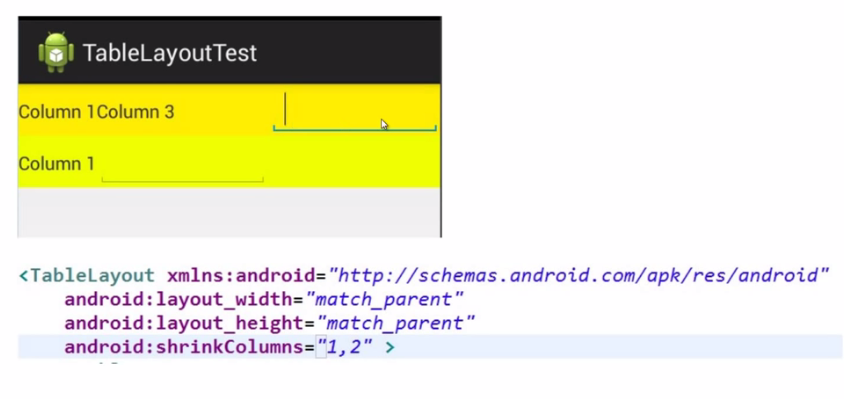 TableLayoutTest
Column 1Column 3
Column 1
<TableLayout xmlns:android="http://schemas.android.com/apk/res/android"
android:layout_width="match_parent"
android:layout_height="match_parent"
android:shrinkColumns="1,2" >